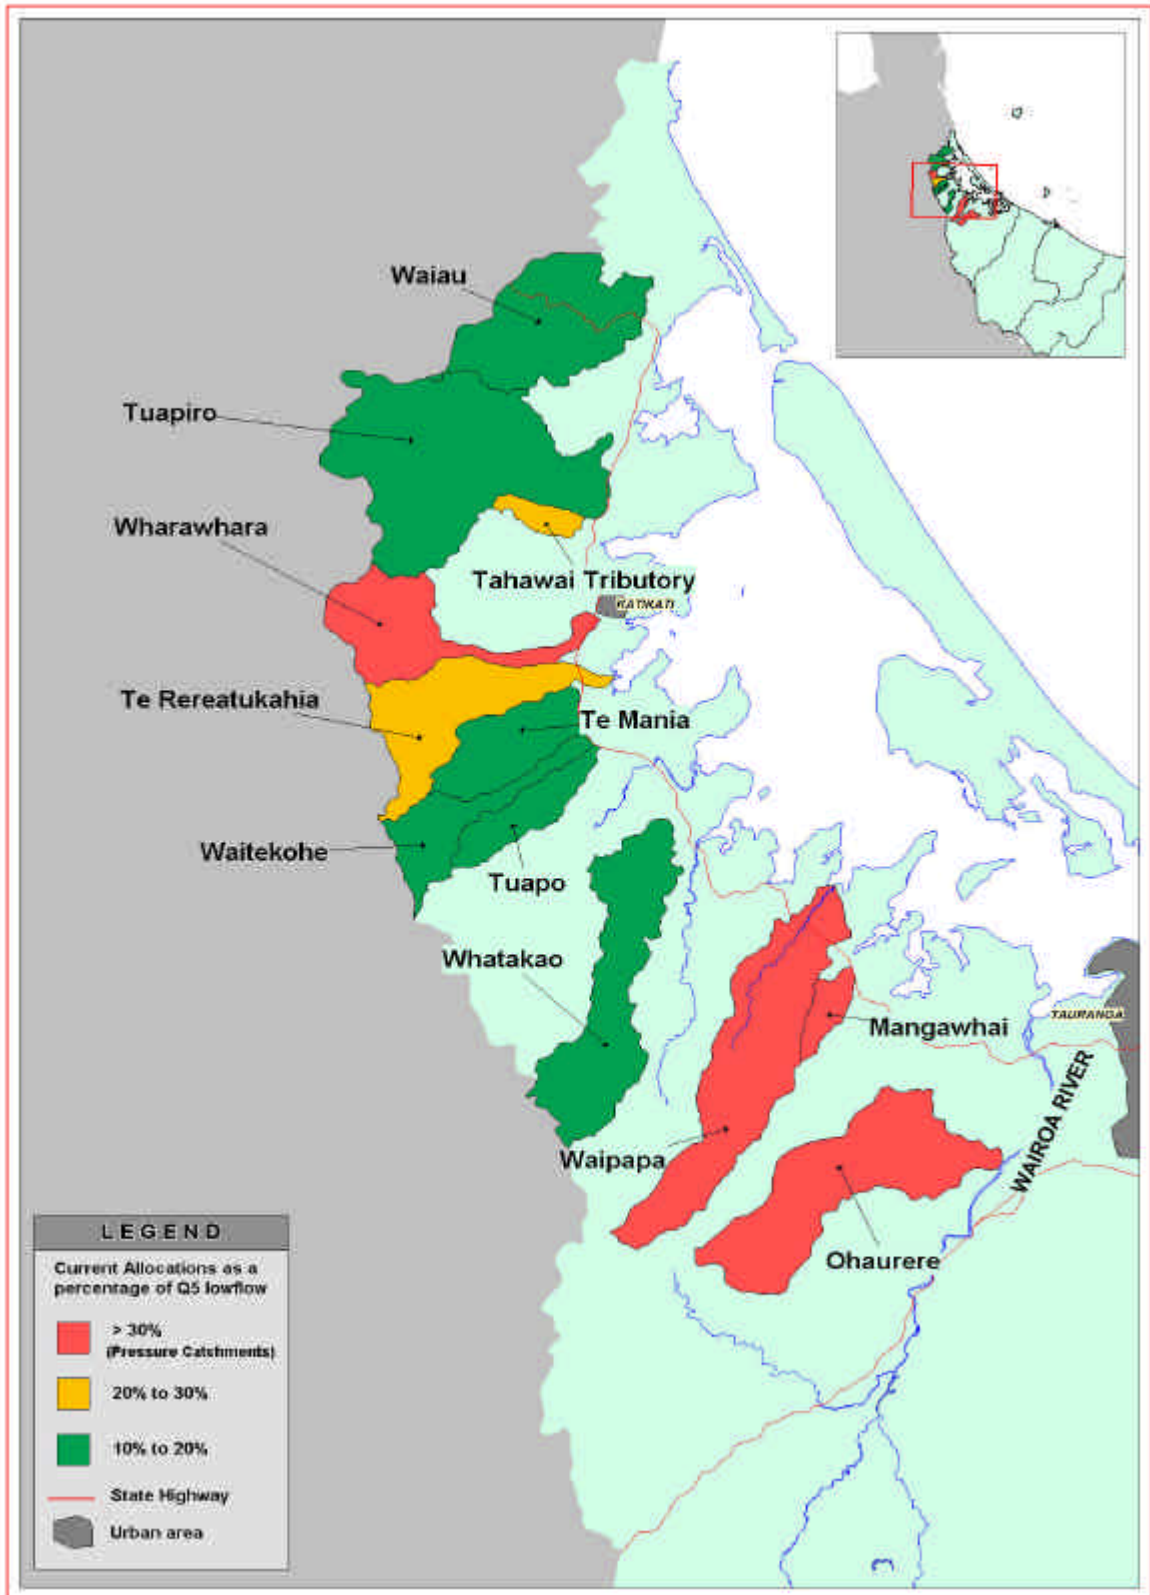 Waiau
Tuapiro
Wharawhara
Tahawai Tributory
KATIKATI
Te Rereatukahia
Te Mania
Waitekohe
Tuapo
Whatakao
Mangawhai
TAURANGA
WAIROA RIVER
Waipapa
Ohaurere
LEGEND
Current Allocations as a
percentage of Q5 lowflow
> 30%
(Pressure Catchments)
20% to 30%
10% to 20%
State Highway
Urban area